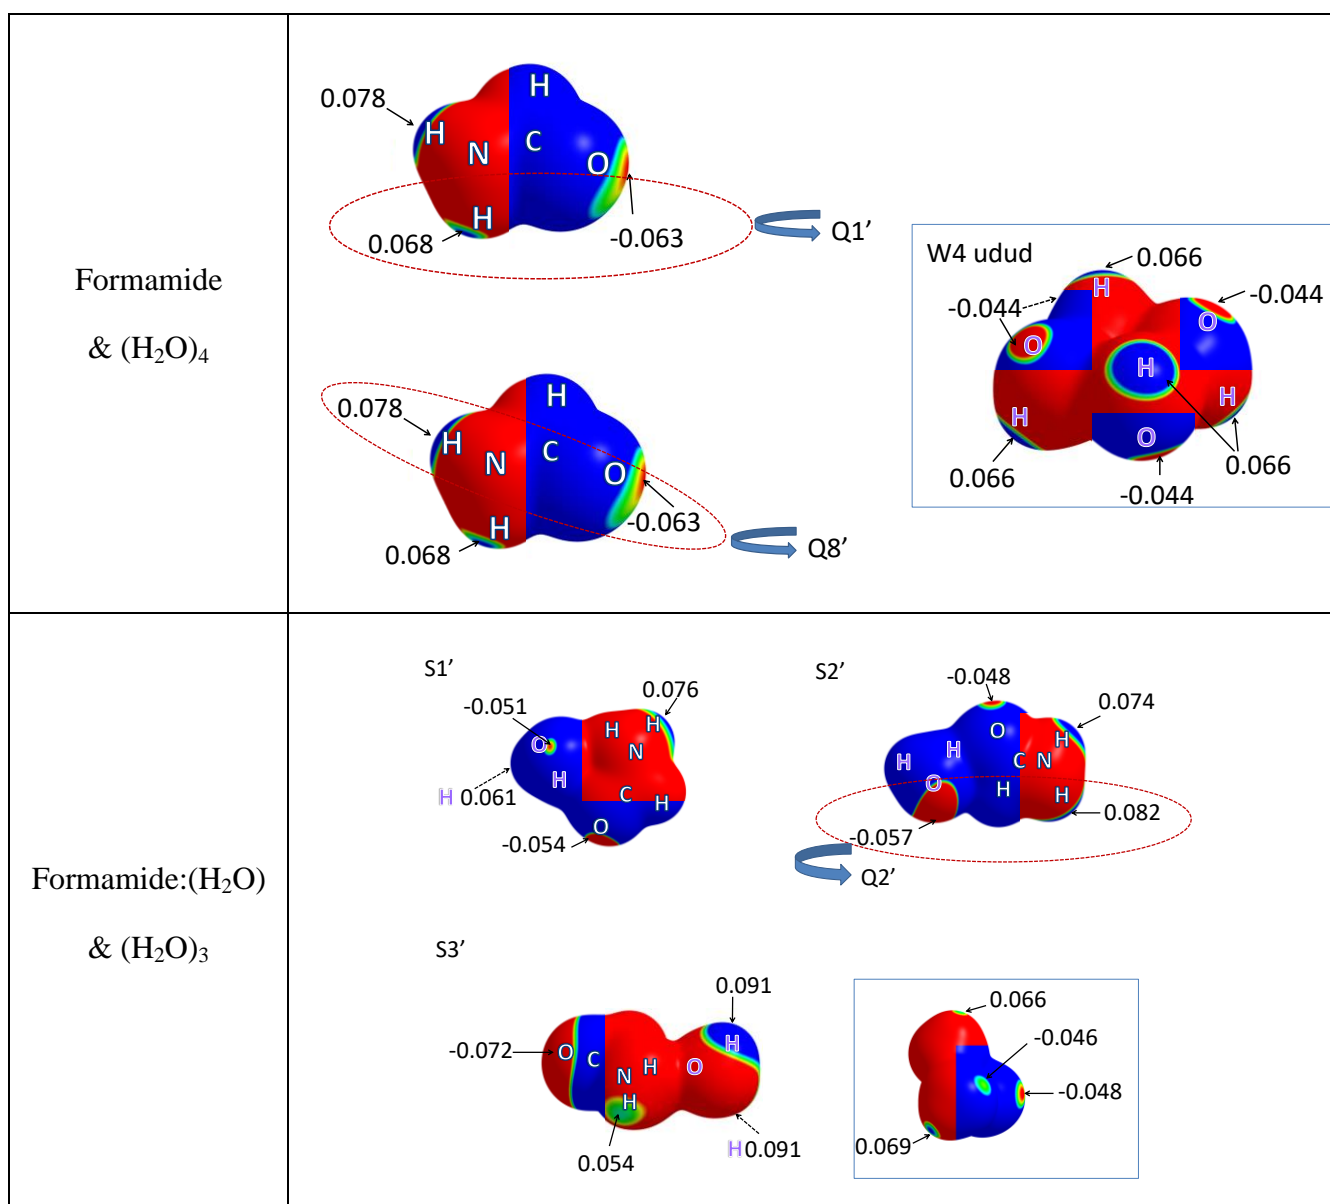 Formamide
& (H₂O)₄
0.078
H
H
N
C
O
H
0.068
-0.063
Q1’
0.078
H
H
N
C
O
H
0.068
-0.063
Q8’
W4 udud
0.066
-0.044
-0.044
H
O
O
H
H
H
O
0.066
0.066
-0.044
Formamide:(H₂O)
& (H₂O)₃
S1’
-0.051
0.076
O
H
H
N
H
C
H
H 0.061
O
-0.054
S2’
-0.048
0.074
O
H
H
H
C
N
O
H
H
-0.057
0.082
Q2’
S3’
0.091
-0.072
O
C
N
H
O
H
H
0.054
H 0.091
0.066
-0.046
-0.048
0.069